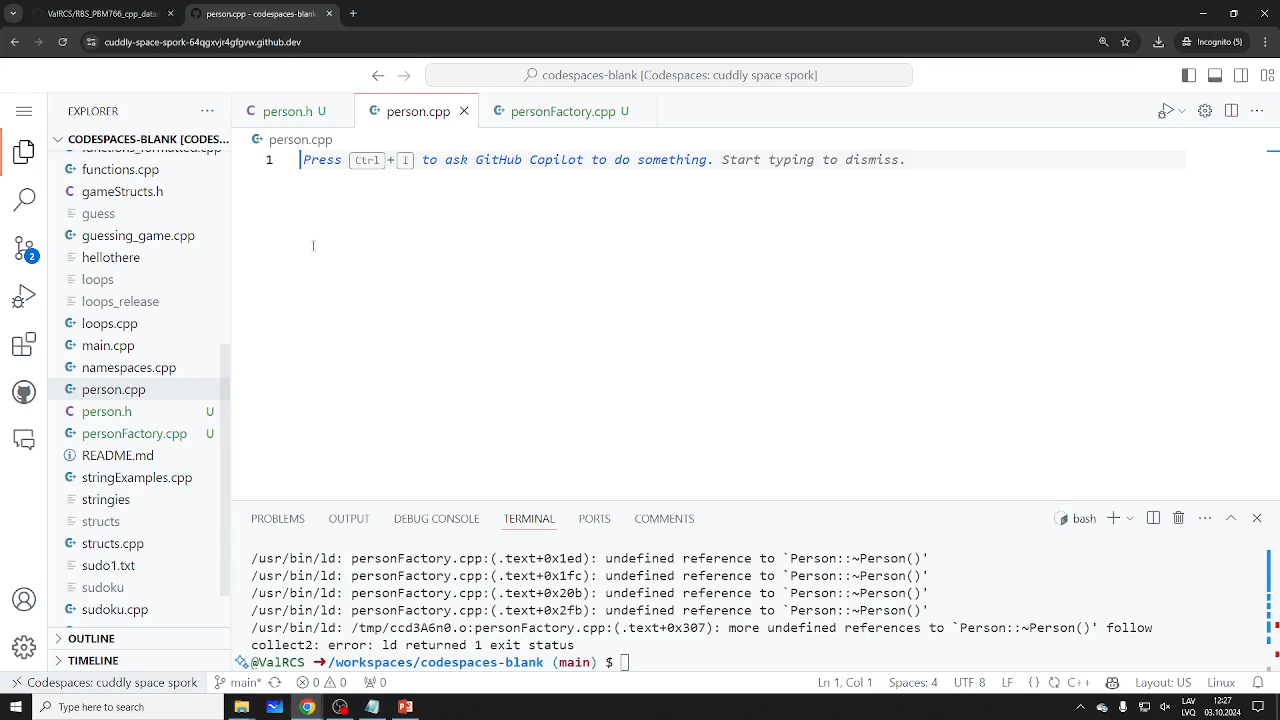 ValRCS/RBS_PBM766_cpp_datas
person.cpp - codespaces-blank
cuddly-space-spork-64qgxvjr4gfgvw.github.dev
Incognito (5)
codespaces-blank [Codespaces: cuddly space spork]
EXPLORER
person.h U
person.cpp
personFactory.cpp U
CODESPACES-BLANK [CODES...
person.cpp
functions_formatted.cpp
functions.cpp
gameStructs.h
guess
guessing_game.cpp
hellothere
loops
loops_release
loops.cpp
main.cpp
namespaces.cpp
person.cpp
person.h U
personFactory.cpp U
README.md
stringExamples.cpp
stringies
structs
structs.cpp
sudo1.txt
sudoku
sudoku.cpp
OUTLINE
TIMELINE
1 Press Ctrl+I to ask GitHub Copilot to do something. Start typing to dismiss.
PROBLEMS OUTPUT DEBUG CONSOLE TERMINAL PORTS COMMENTS
bash
/usr/bin/ld: personFactory.cpp:(.text+0x1ed): undefined reference to `Person::~Person()'
/usr/bin/ld: personFactory.cpp:(.text+0x1fc): undefined reference to `Person::~Person()'
/usr/bin/ld: personFactory.cpp:(.text+0x20b): undefined reference to `Person::~Person()'
/usr/bin/ld: personFactory.cpp:(.text+0x2fb): undefined reference to `Person::~Person()'
/usr/bin/ld: /tmp/ccd3A6n0.o:personFactory.cpp:(.text+0x307): more undefined references to `Person::~Person()' follow
collect2: error: ld returned 1 exit status
@ValRCS ➜/workspaces/codespaces-blank (main) $
2
Codespaces: cuddly space spork main* 0 0 0 Ln 1, Col 1 Spaces: 4 UTF-8 LF {} C++ Layout: US Linux
Type here to search
LAV
LVO
12:27
03.10.2024